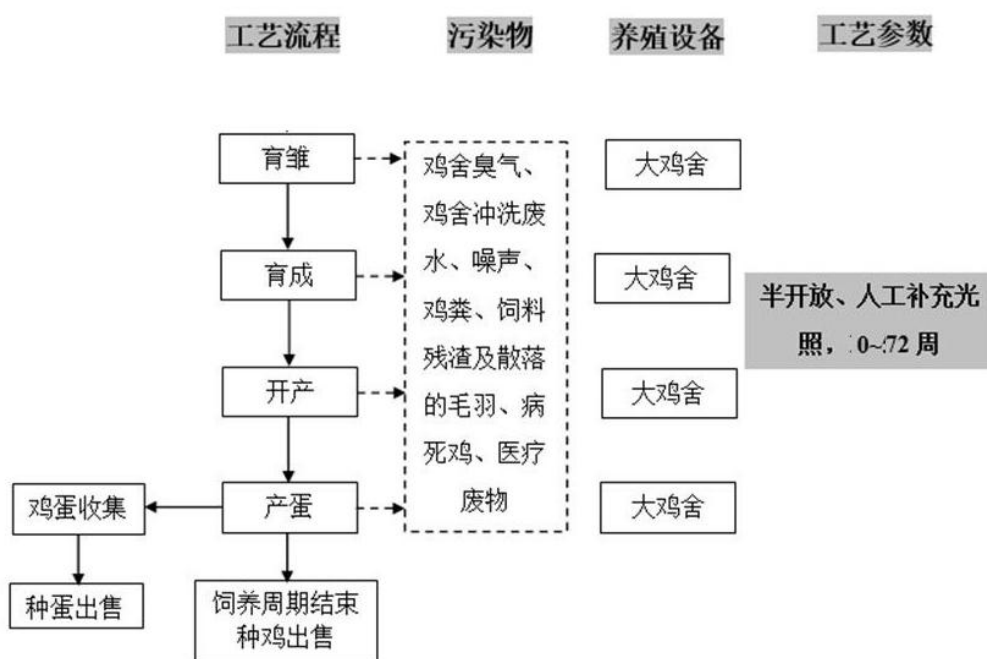 工艺流程 污染物 养殖设备 工艺参数
育雏
鸡舍臭气、
鸡舍冲洗废
水、噪声、
鸡粪、饲料
残渣及散落
的毛羽、病
死鸡、医疗
废物
大鸡舍
育成
大鸡舍
半开放、人工补充光
照，0~72 周
开产
大鸡舍
产蛋
大鸡舍
鸡蛋收集
种蛋出售
饲养周期结束
种鸡出售